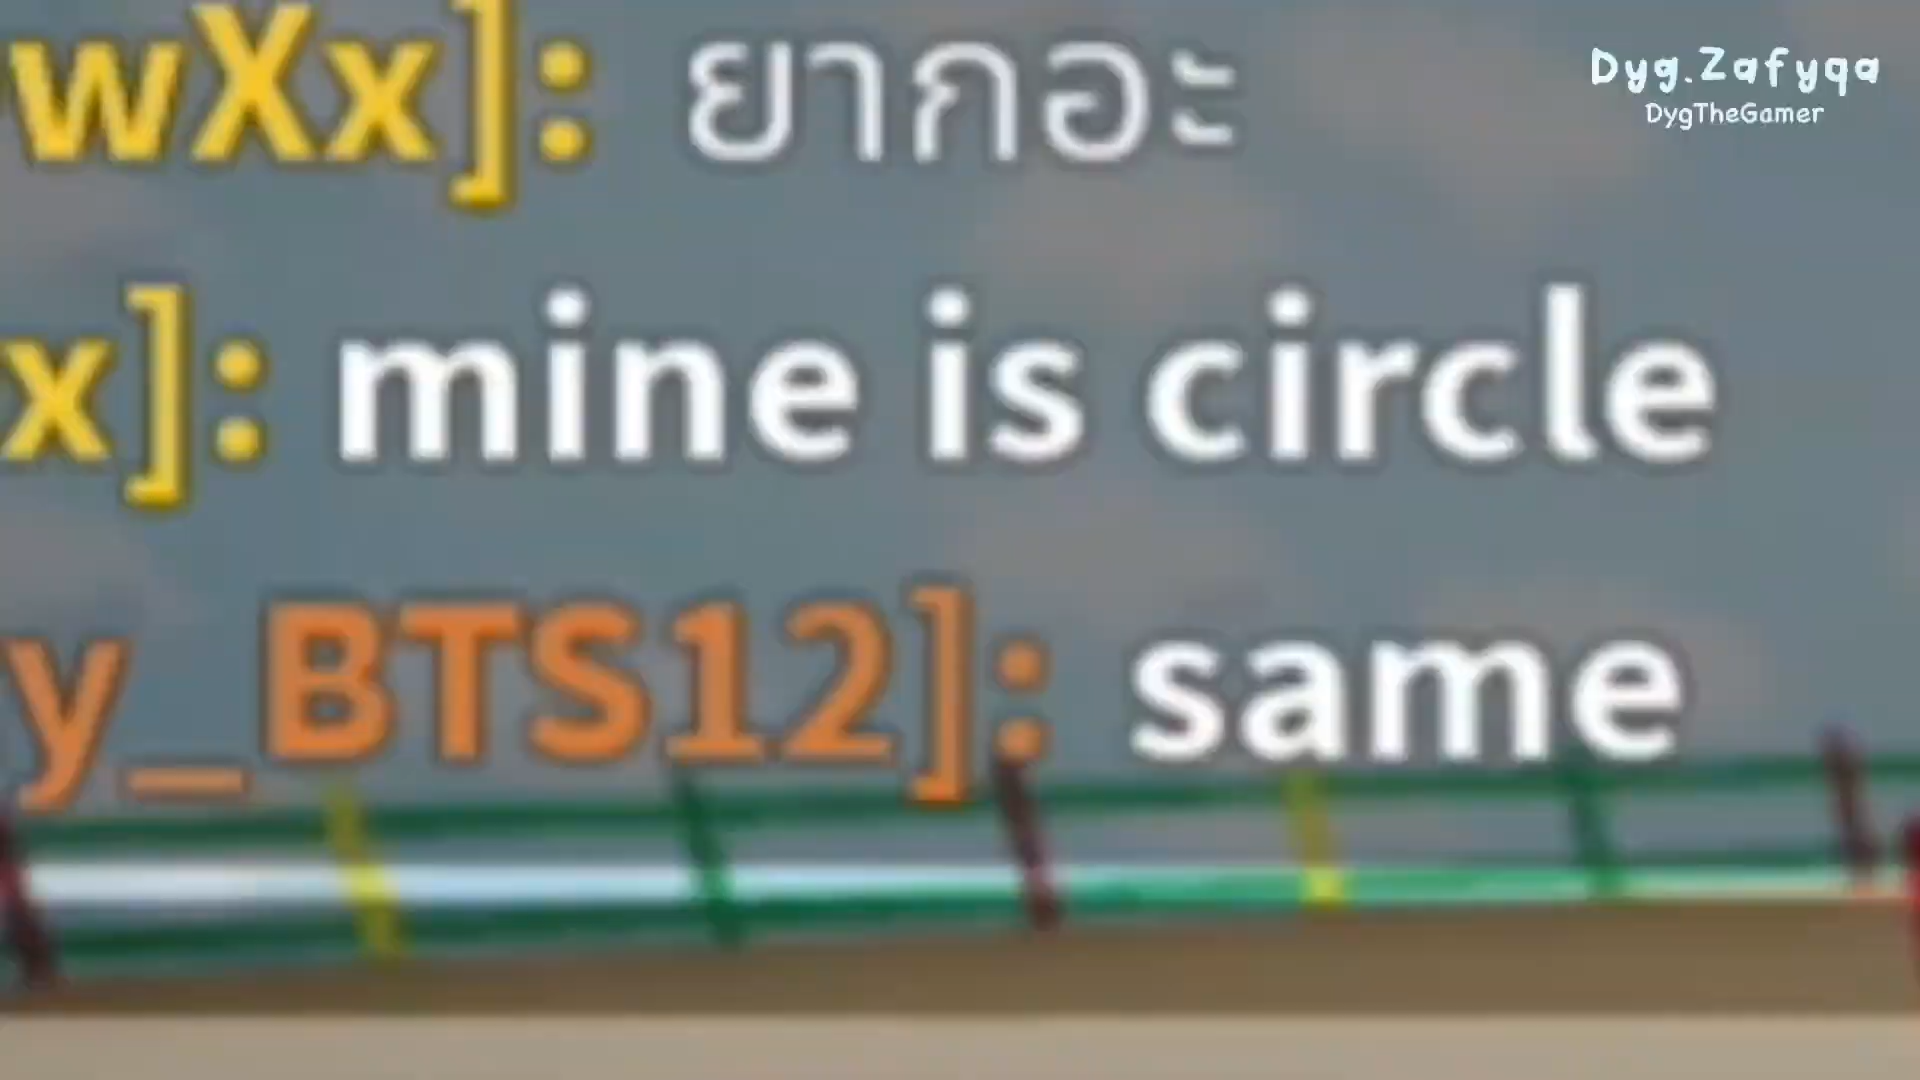 wXx]: ยากอะ
Dyg.Zafyqa
DygTheGamer
x]: mine is circle
y_BTS12]: same